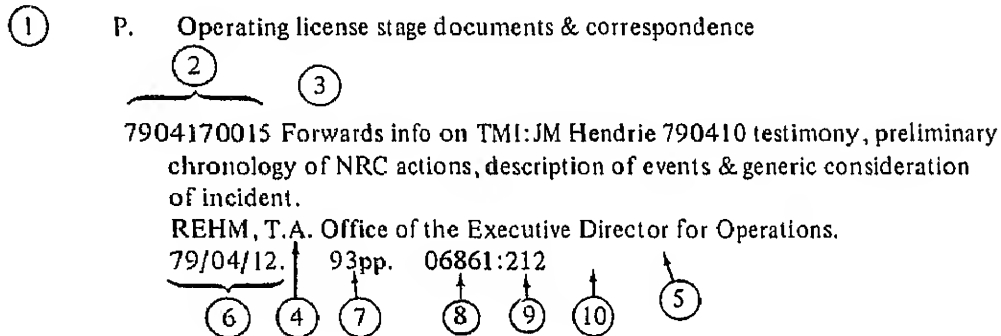 1 P. Operating license stage documents & correspondence
2 3
7904170015 Forwards info on TMI:JM Hendrie 790410 testimony, preliminary
chronology of NRC actions, description of events & generic consideration
of incident.
REHM, T.A. Office of the Executive Director for Operations.
79/04/12. 93pp. 06861:212
6 4 7 8 9 10 5